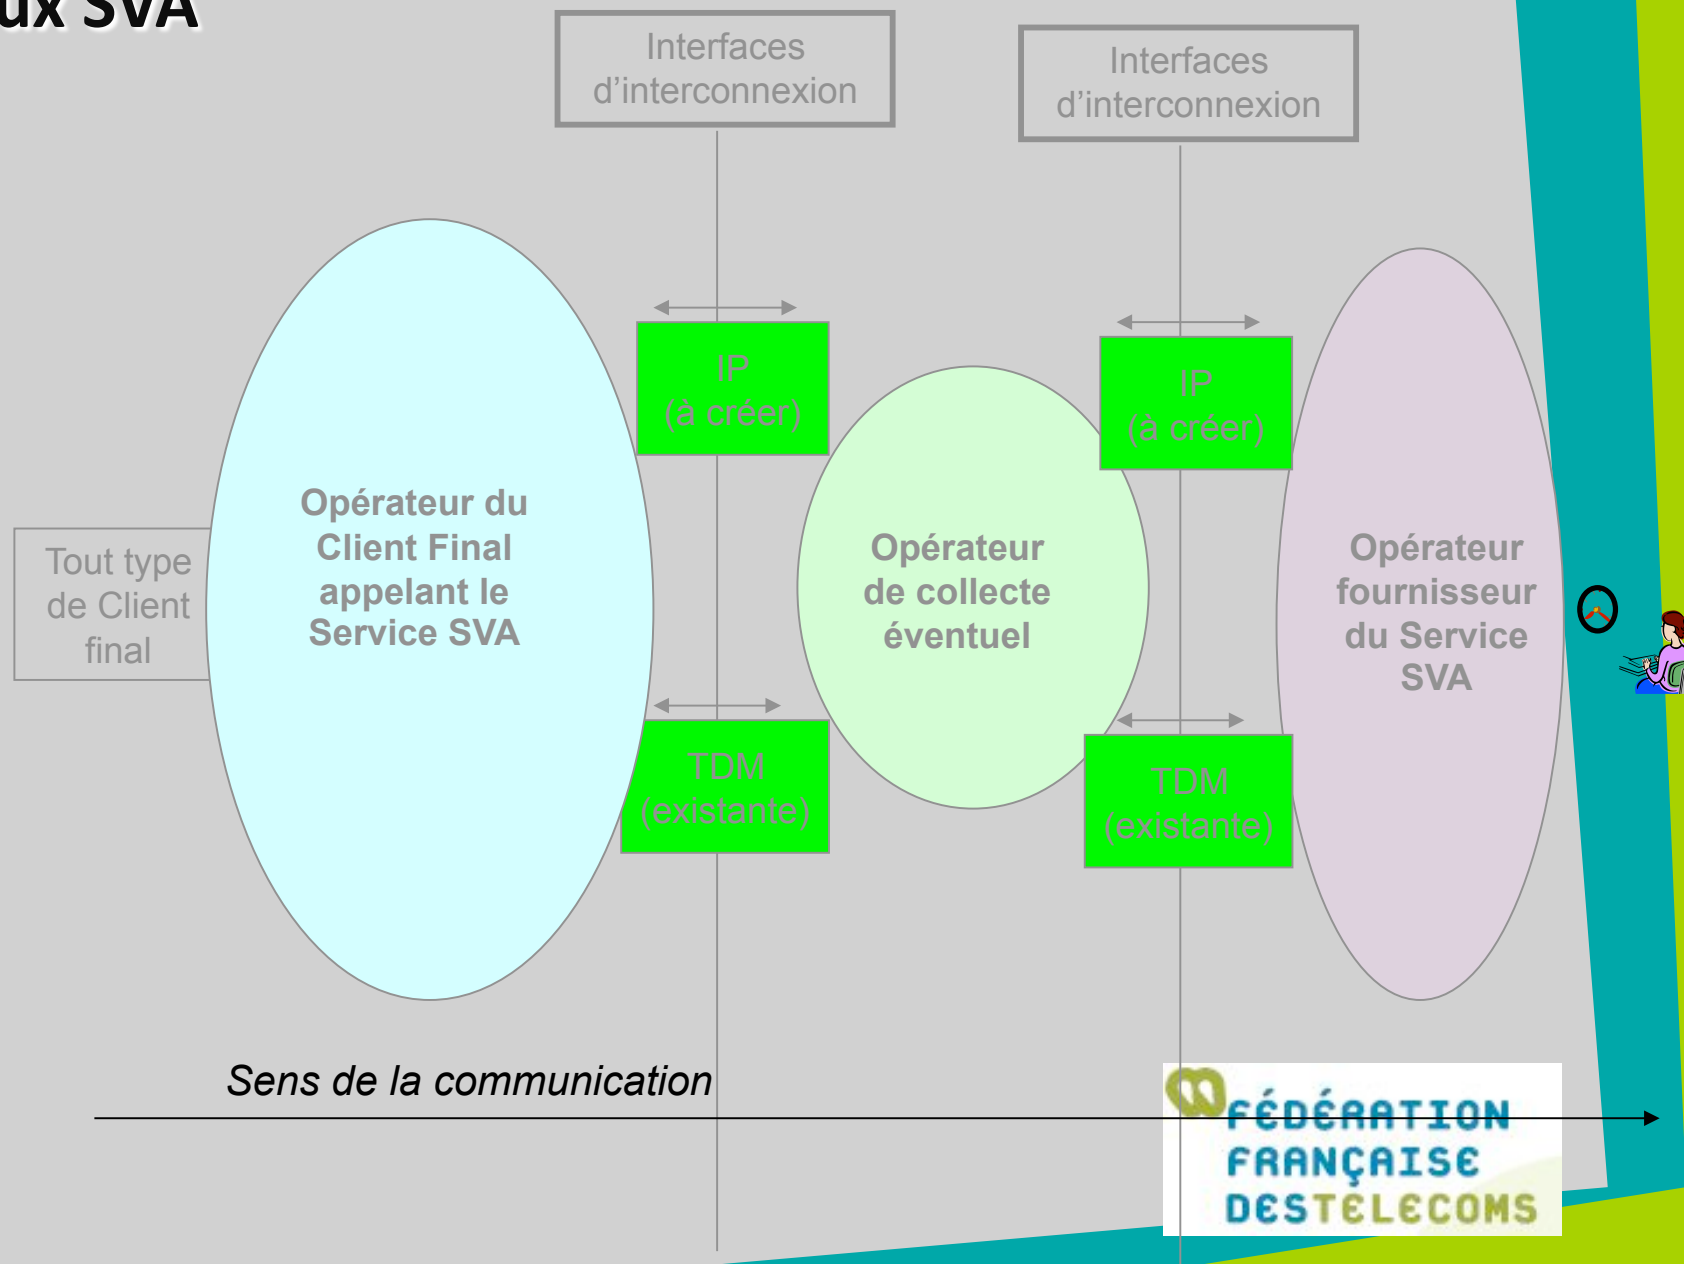 ux SVA
Interfaces
d'interconnexion
Interfaces
d'interconnexion
IP
(à créer)
IP
(à créer)
Opérateur du
Client Final
appelant le
Service SVA
Tout type
de Client
final
Opérateur
de collecte
éventuel
Opérateur
fournisseur
du Service
SVA
TDM
(existante)
TDM
(existante)
Sens de la communication
FÉDÉRATION
FRANÇAISE
DESTELECOMS